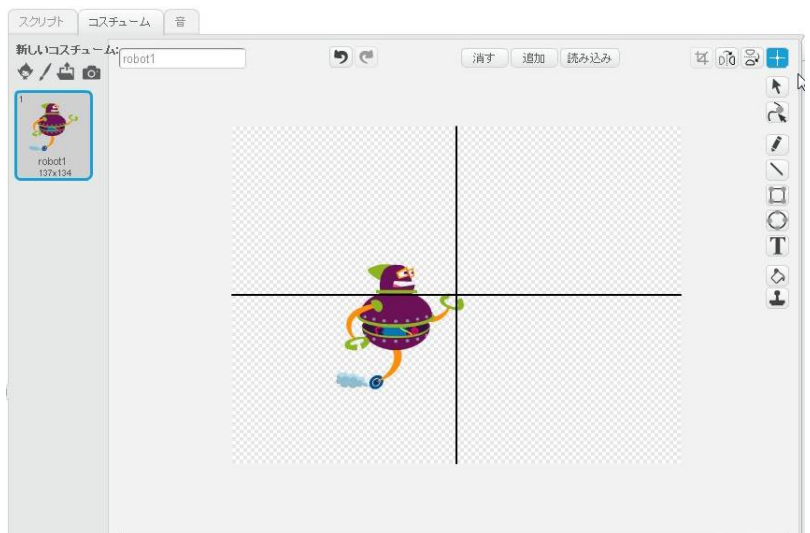 スクリプト コスチューム 音
新しいコスチューム:
robot1
消す 追加 読み込み
1
robot1
137x134
T